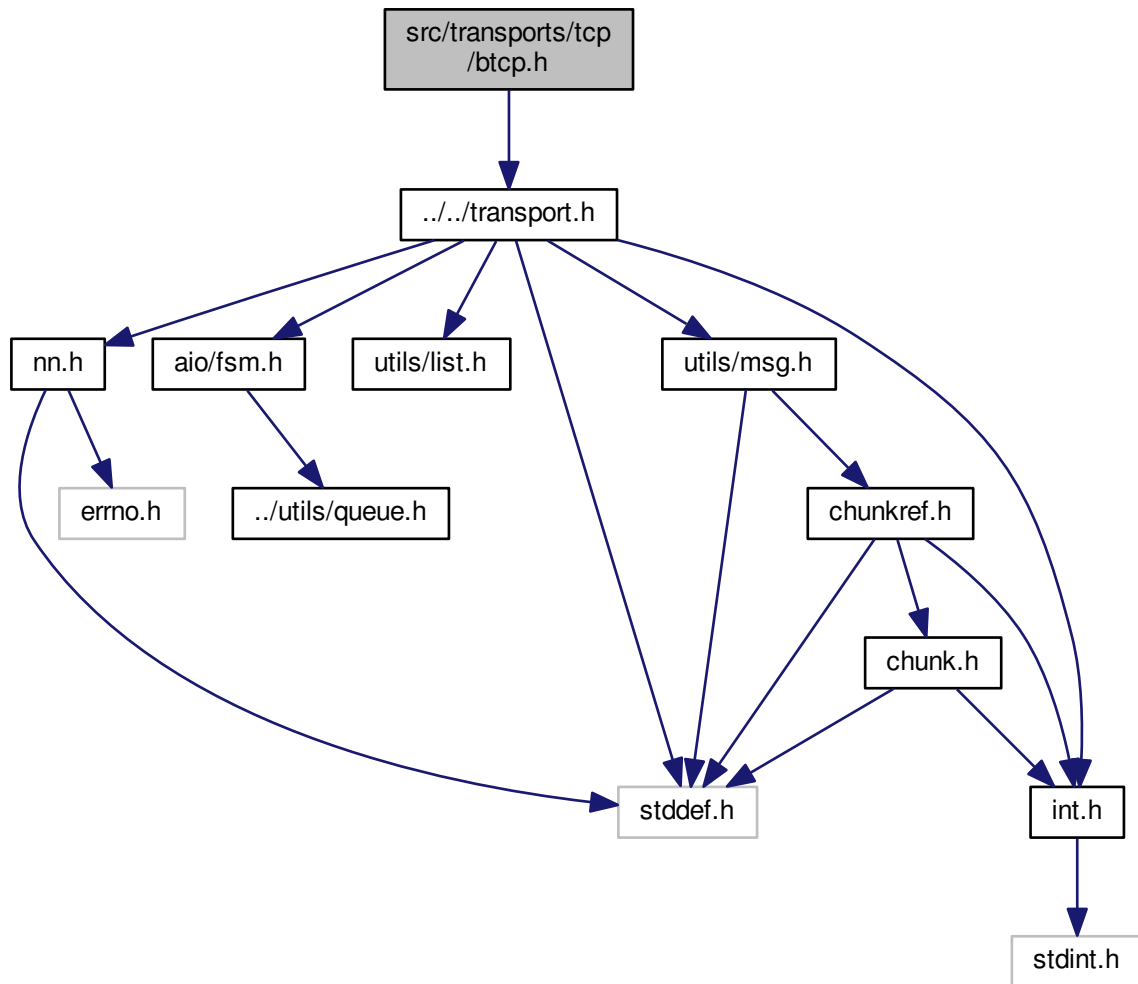 src/transports/tcp
/btcp.h
../../transport.h
nn.h
aio/fsm.h
utils/list.h
utils/msg.h
errno.h
../utils/queue.h
chunkref.h
chunk.h
stddef.h
int.h
stdint.h